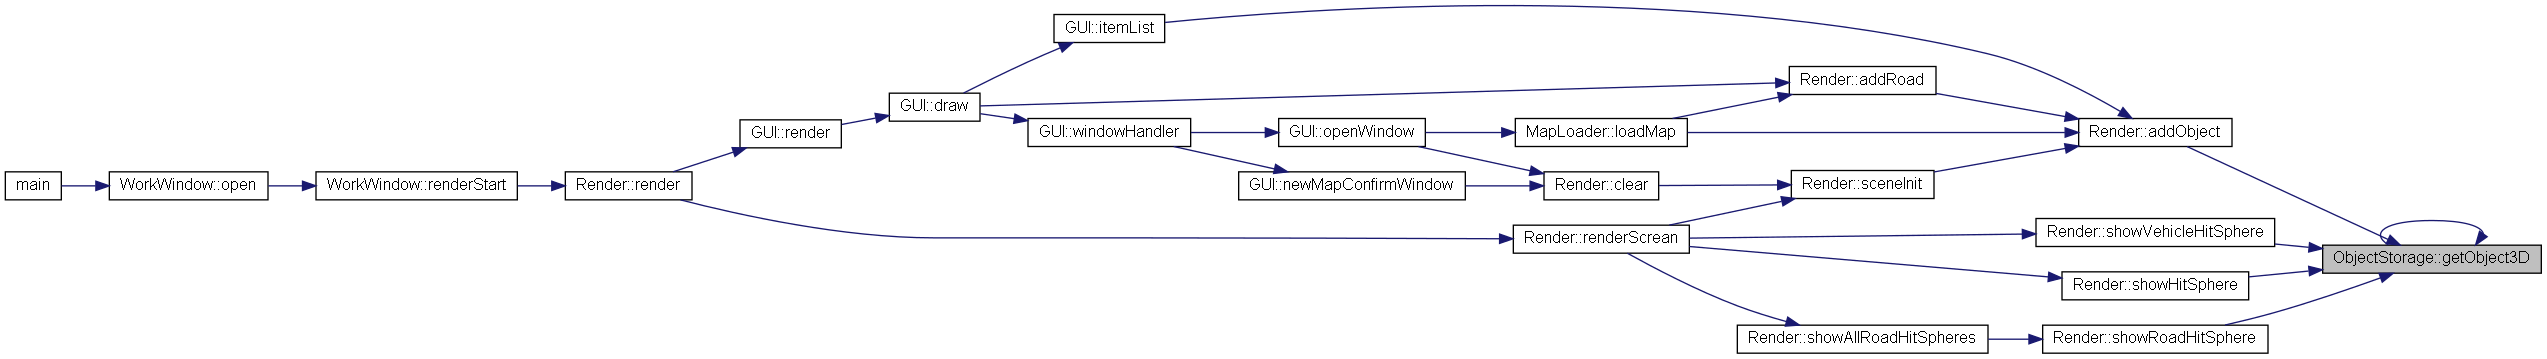 main
WorkWindow::open
WorkWindow::renderStart
Render::render
GUI::render
GUI::draw
GUI::itemList
GUI::windowHandler
GUI::newMapConfirmWindow
GUI::openWindow
Render::clear
MapLoader::loadMap
Render::renderScrean
Render::addRoad
Render::sceneInit
Render::showAllRoadHitSpheres
Render::addObject
Render::showVehicleHitSphere
Render::showHitSphere
Render::showRoadHitSphere
ObjectStorage::getObject3D